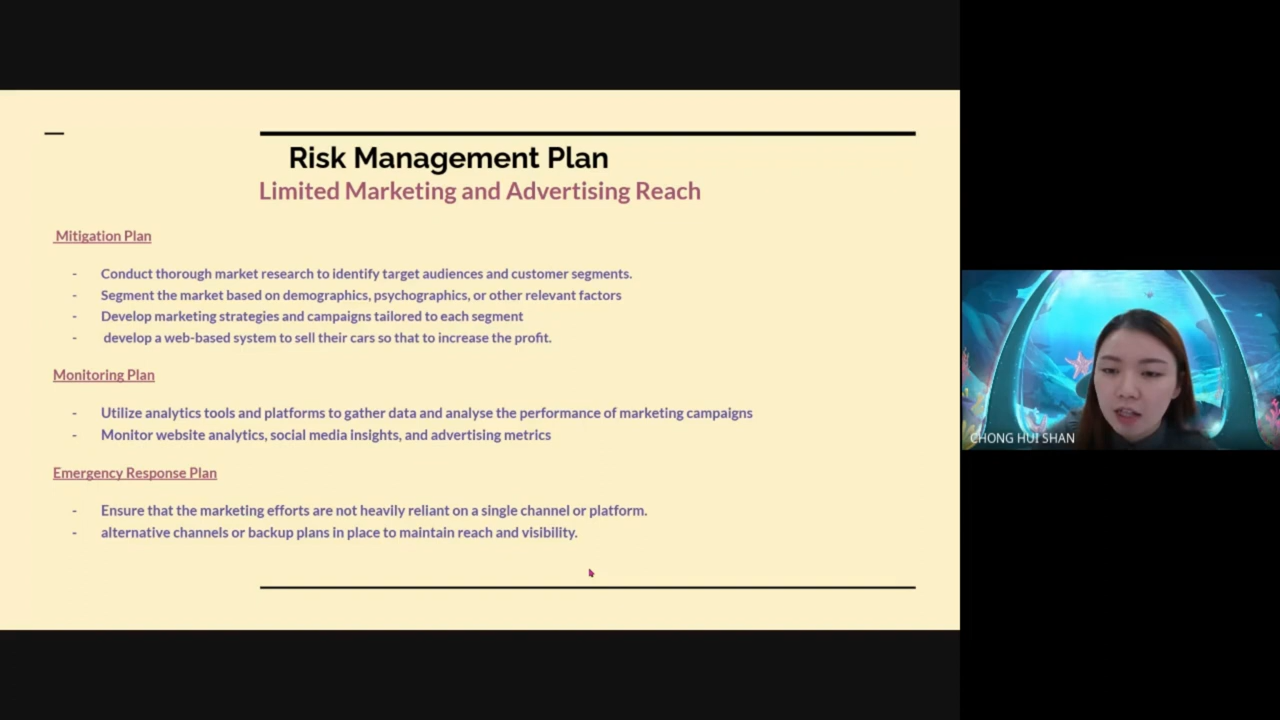 Risk Management Plan
Limited Marketing and Advertising Reach
Mitigation Plan
- Conduct thorough market research to identify target audiences and customer segments.
- Segment the market based on demographics, psychographics, or other relevant factors
- Develop marketing strategies and campaigns tailored to each segment
- develop a web-based system to sell their cars so that to increase the profit.
Monitoring Plan
- Utilize analytics tools and platforms to gather data and analyse the performance of marketing campaigns
- Monitor website analytics, social media insights, and advertising metrics
Emergency Response Plan
- Ensure that the marketing efforts are not heavily reliant on a single channel or platform.
- alternative channels or backup plans in place to maintain reach and visibility.
CHONG HUI SHAN